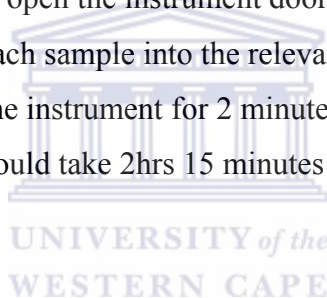 open the instrument door
ach sample into the releva
ne instrument for 2 minute
ould take 2hrs 15 minutes
UNIVERSITY of the
WESTERN CAPE